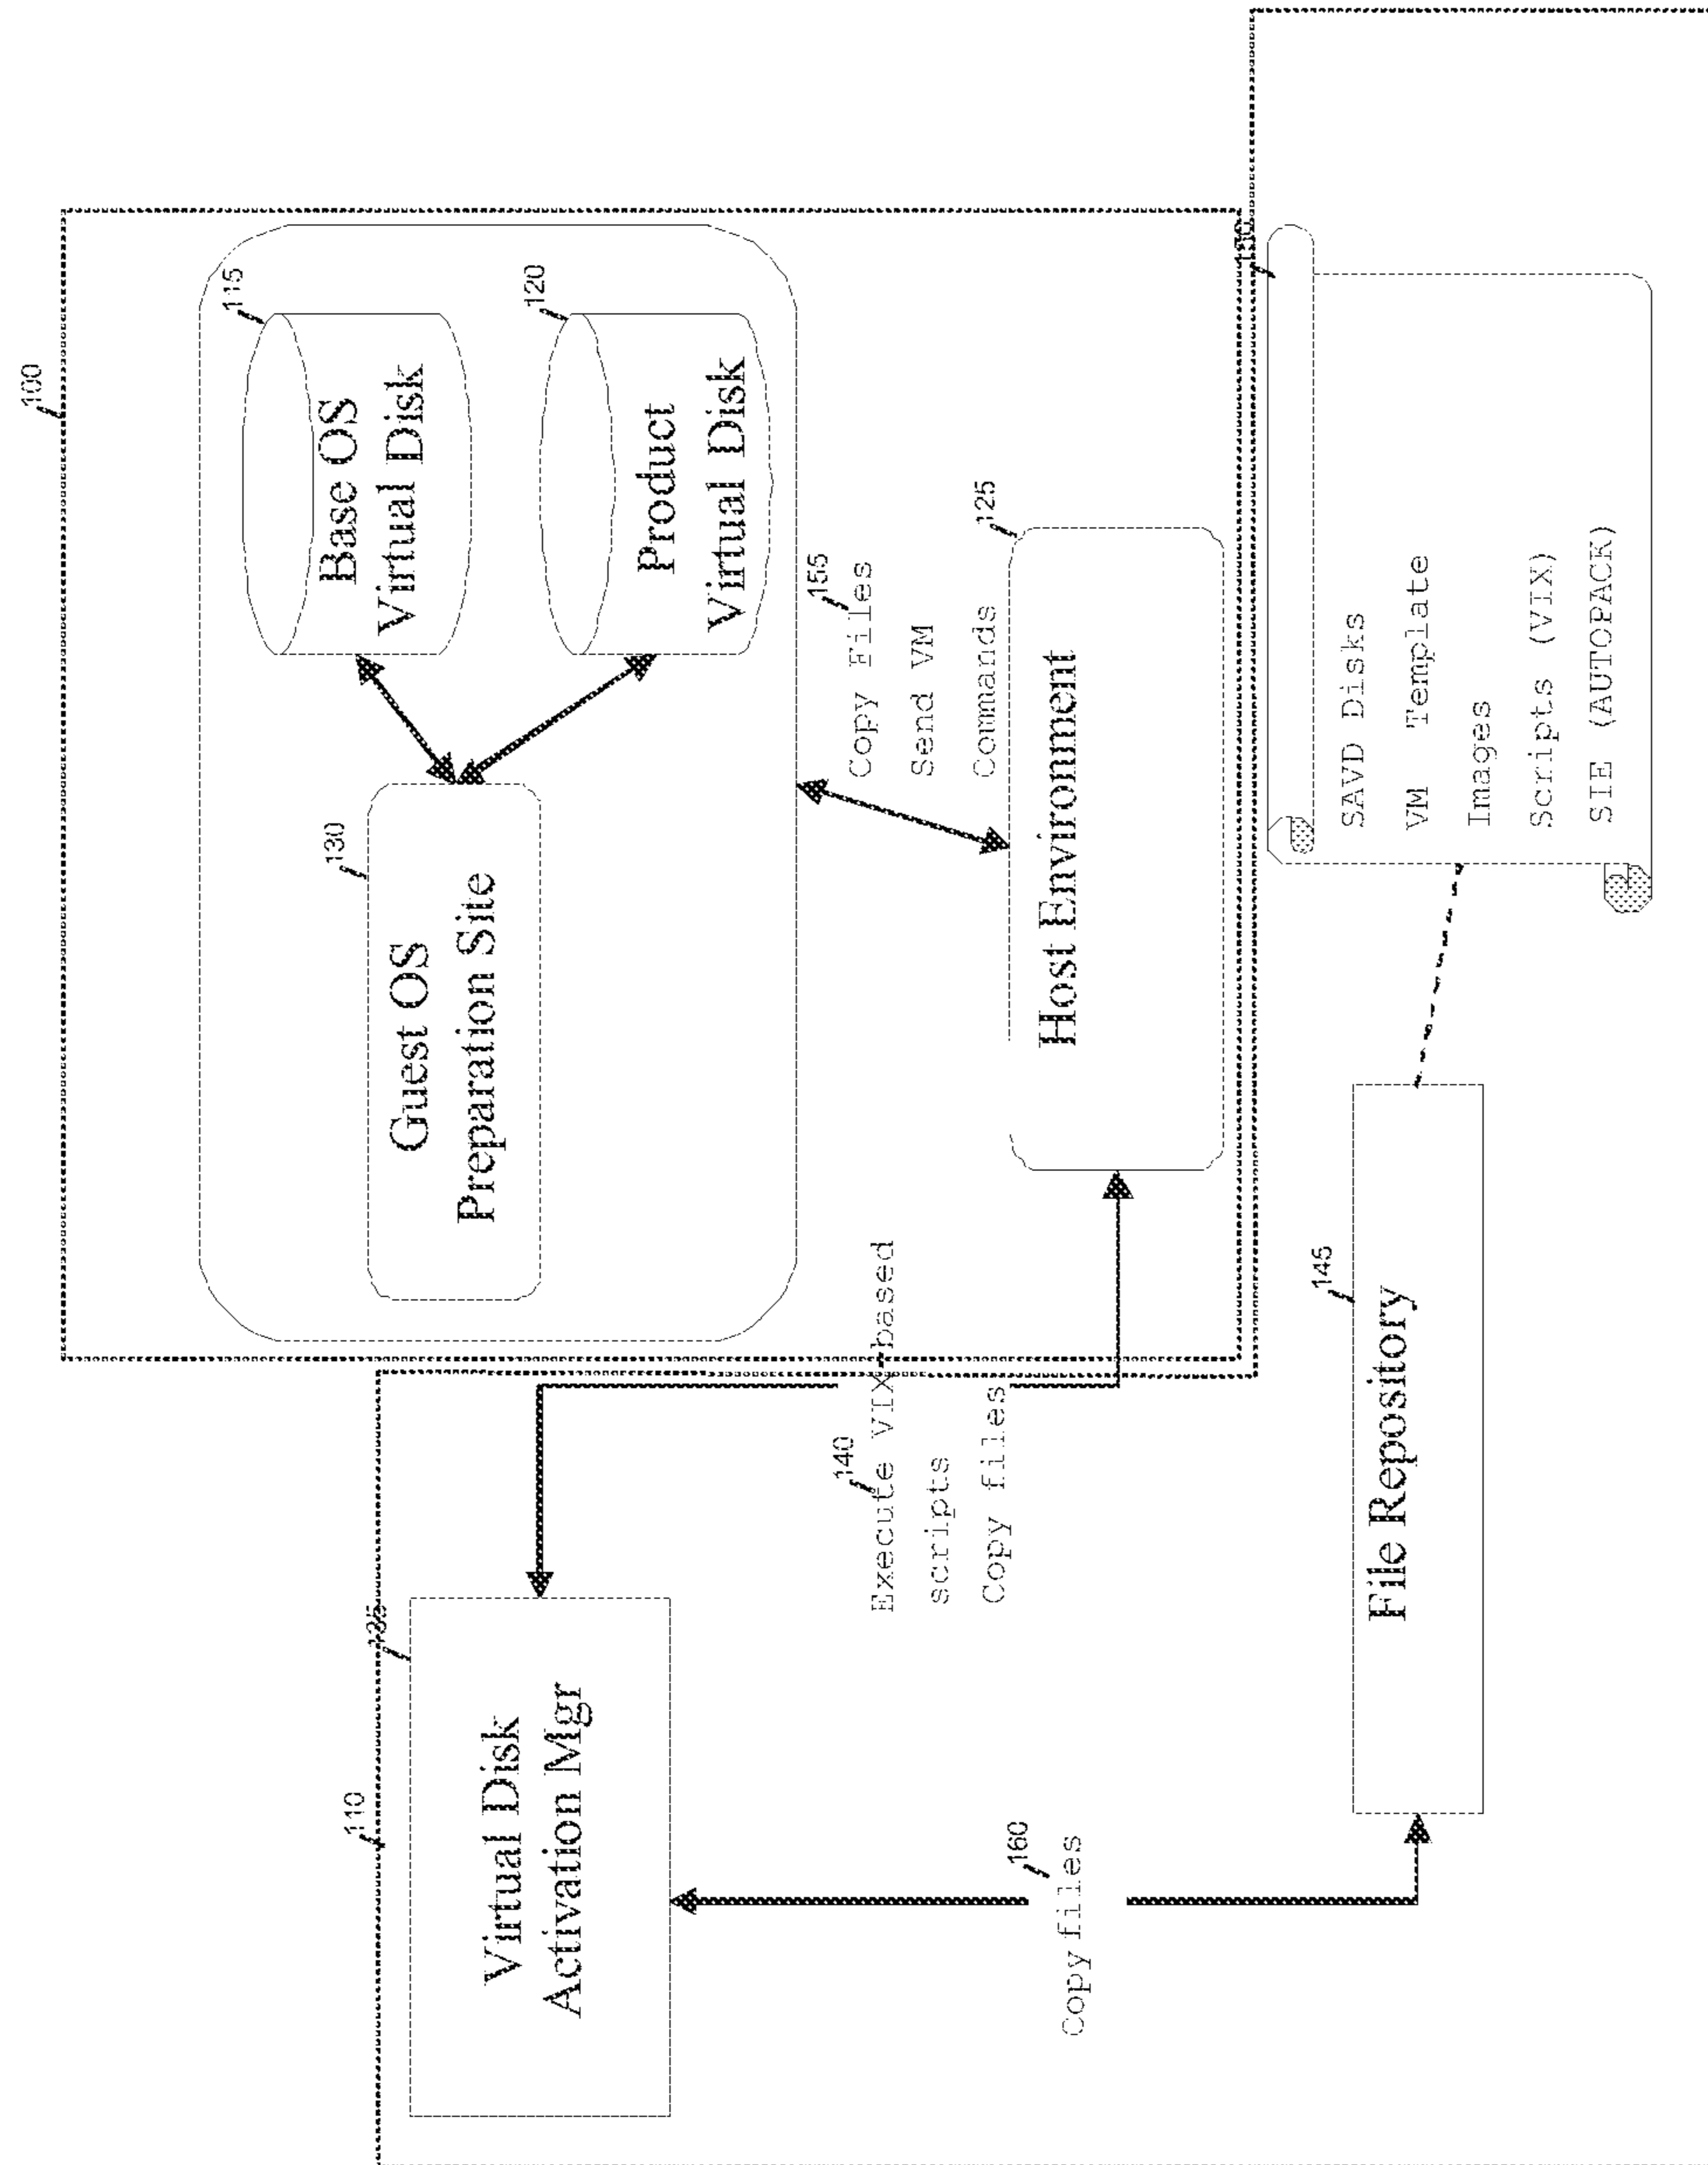 100
115
Base OS
Virtual Disk
130
Guest OS
Preparation Site
120
Product
Virtual Disk
110
135
Virtual Disk
Activation Mgr
155
Copy Files
Send VM
Commands
140
Execute VIX-based
scripts
Copy files
125
Host Environment
160
Copy files
145
File Repository
SAVD Disks
VM Template
Images
Scripts (VIX)
SIE (AUTOPACK)